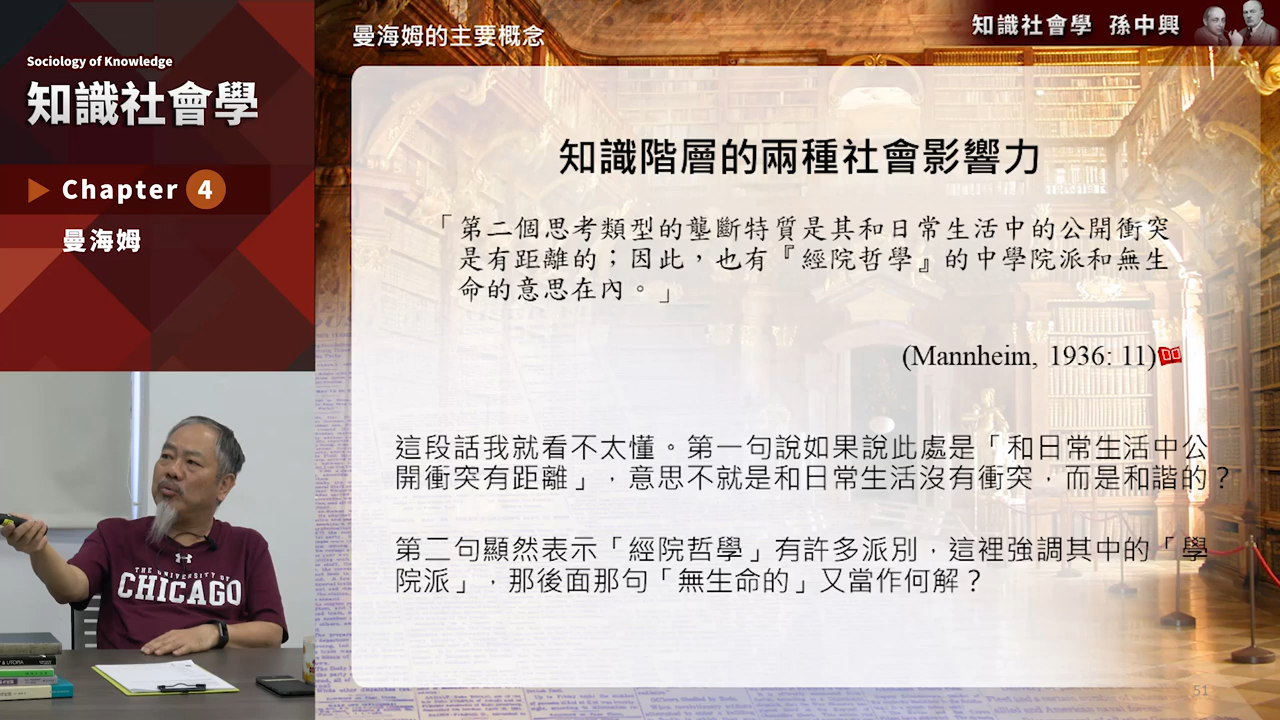 Sociology of Knowledge
知識社會學
Chapter 4
曼海姆
曼海姆的主要概念
知識社會學 孫中興
知識階層的兩種社會影響力
「第二個思考類型的壟斷特質是其和日常生活中的公開衝突
是有距離的；因此，也有『經院哲學』的中學院派和無生
命的意思在內。」
(Mannheim, 1936: 11)
這段話我就看不太懂。第一句說如果說此處是「和日常生活中公
開衝突有距離」，意思不就是和日常生活沒有衝突，而是和諧的？
第二句顯然表示「經院哲學」有許多派別，這裡強調其中的「學
院派」，那後面那句「無生命的」又當作何解？
51
THE UNIVERSITY OF
CHICAGO